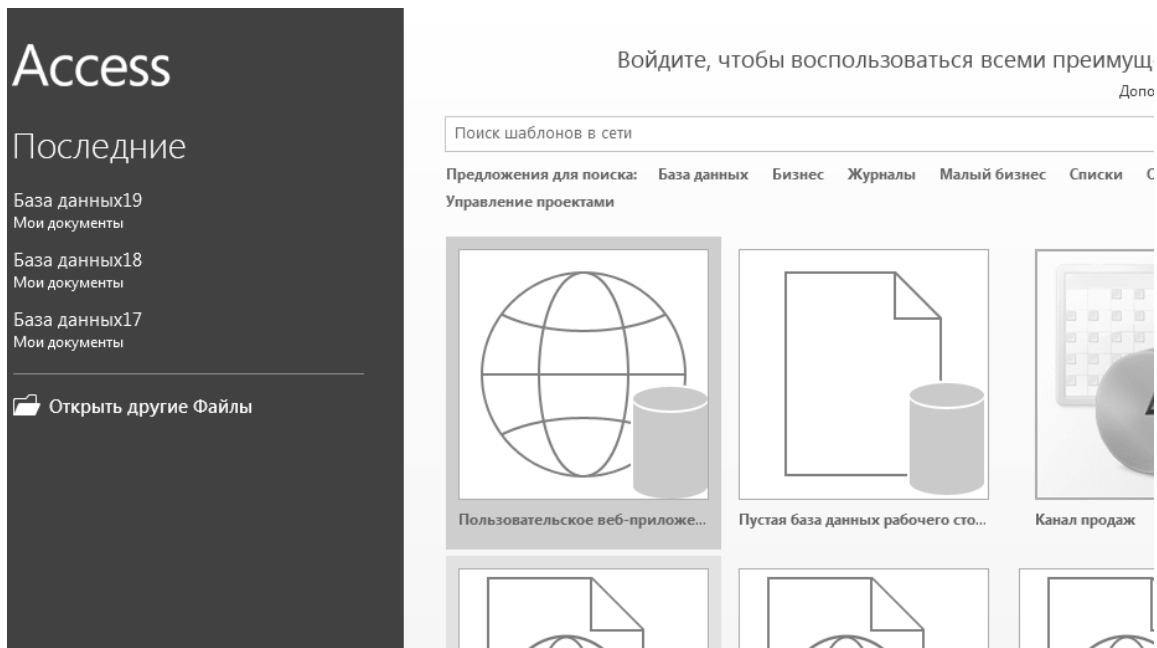 Access
Последние
База данных19
Мои документы
База данных18
Мои документы
База данных17
Мои документы
Открыть другие Файлы
Войдите, чтобы воспользоваться всеми
Поиск шаблонов в сети
Предложения для поиска: База данных Бизнес Журналы Малый бизнес Списки
Управление проектами
Пользовательское веб-приложе...
Пустая база данных рабочего сто...
Канал продаж